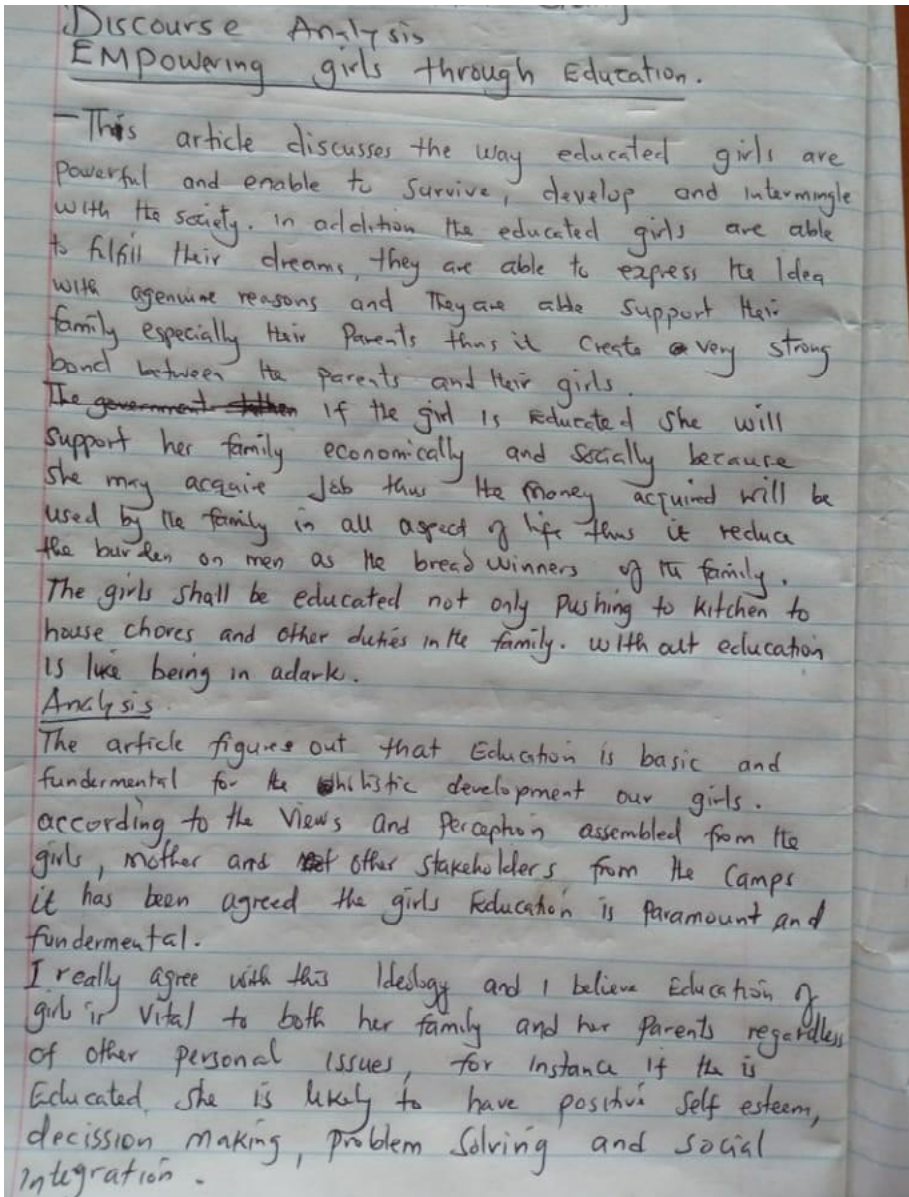 Discourse Analysis
EMPowering girls through Education.
- This article discusses the way educated girls are
powerful and enable to survive, develop and intermingle
with the society. in addition the educated girls are able
to fulfill their dreams, they are able to express the Idea
with agenuine reasons and They are able support their
family especially their Parents thus it create a very strong
bond between the parents and their girls.
The government if the girl is Educated she will
support her family economically and socially because
she may acquire Job thus the money acquired will be
used by the family in all aspect of life thus it reduce
the burden on men as the bread winners of the family.
The girls shall be educated not only pushing to kitchen to
house chores and other duties in the family. without education
is like being in adark.
Analysis
The article figures out that Education is basic and
fundermental for the holistic development our girls.
according to the views and Perception assembled from the
girls, mother and other stakeholders from the Camps
it has been agreed the girls Education is Paramount and
fundermental.
I really agree with this Ideology and I believe Education of
girl is vital to both her family and her parents regardless
of other personal issues, for instance if the is
Educated, she is likely to have positive self esteem,
decission making, problem solving and social
integration.